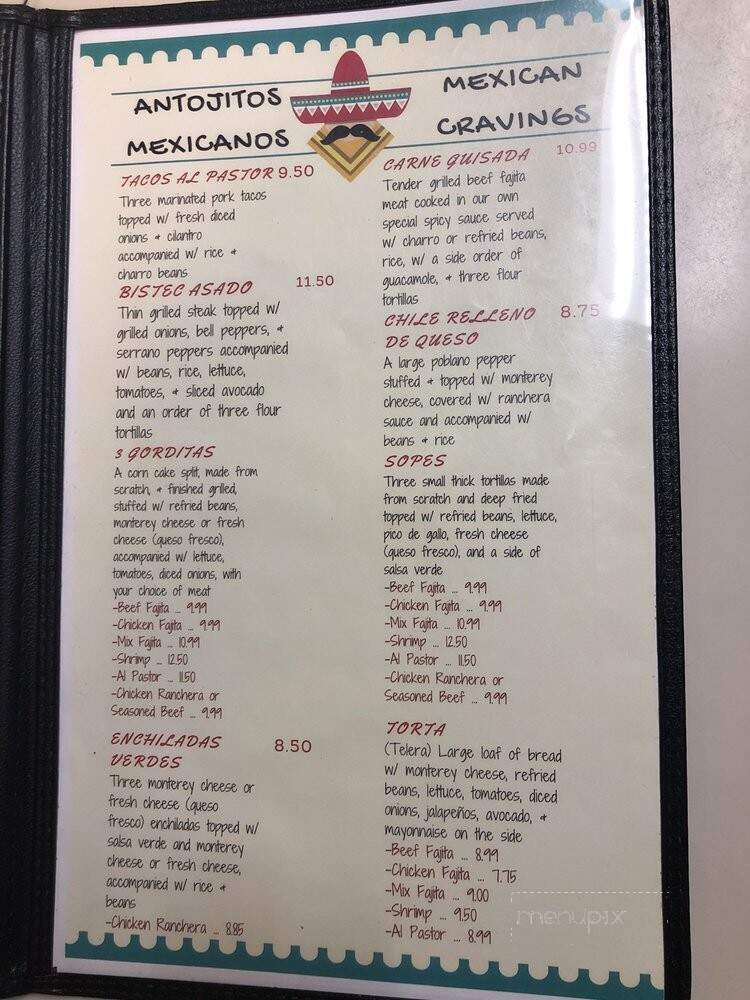 ANTOJITOS
MEXICANOS
MEXICAN
CRAVINGS
TACOS AL PASTOR 9.50
Three marinated pork tacos
topped w/ fresh diced
onions & cilantro
accompanied w/ rice &
charro beans
BISTEC ASADO 11.50
Thin grilled steak topped w/
grilled onions, bell peppers, &
serrano peppers accompanied
w/ beans, rice, lettuce,
tomatoes, & sliced avocado
and an order of three flour
tortillas
3 GORDITAS
A corn cake split, made from
scratch, & finished grilled,
stuffed w/ refried beans,
monterey cheese or fresh
cheese (queso fresco),
accompanied w/ lettuce,
tomatoes, diced onions, with
your choice of meat
-Beef Fajita ... 9.99
-Chicken Fajita ... 9.99
-Mix Fajita ... 10.99
-Shrimp ... 12.50
-Al Pastor ... 11.50
-Chicken Ranchera or
Seasoned Beef ... 9.99
ENCHILADAS 8.50
VERDES
Three monterey cheese or
fresh cheese (queso
fresco) enchiladas topped w/
salsa verde and monterey
cheese or fresh cheese,
accompanied w/ rice &
beans
-Chicken Ranchera ... 8.85
CARNE GUISADA 10.99
Tender grilled beef fajita
meat cooked in our own
special spicy sauce served
w/ charro or refried beans,
rice, w/ a side order of
guacamole, & three flour
tortillas
CHILE RELLENO 8.75
DE QUESO
A large poblano pepper
stuffed & topped w/ monterey
cheese, covered w/ ranchera
sauce and accompanied w/
beans & rice
SOPES
Three small thick tortillas made
from scratch and deep fried
topped w/ refried beans, lettuce,
pico de gallo, fresh cheese
(queso fresco), and a side of
salsa verde
-Beef Fajita ... 9.99
-Chicken Fajita ... 9.99
-Mix Fajita ... 10.99
-Shrimp ... 12.50
-Al Pastor ... 11.50
-Chicken Ranchera or
Seasoned Beef ... 9.99
TORTA
(Telera) Large loaf of bread
w/ monterey cheese, refried
beans, lettuce, tomatoes, diced
onions, jalapeños, avocado, &
mayonnaise on the side
-Beef Fajita ... 8.99
-Chicken Fajita ... 7.75
-Mix Fajita ... 9.00
-Shrimp ... 9.50
-Al Pastor ... 8.99
menupix